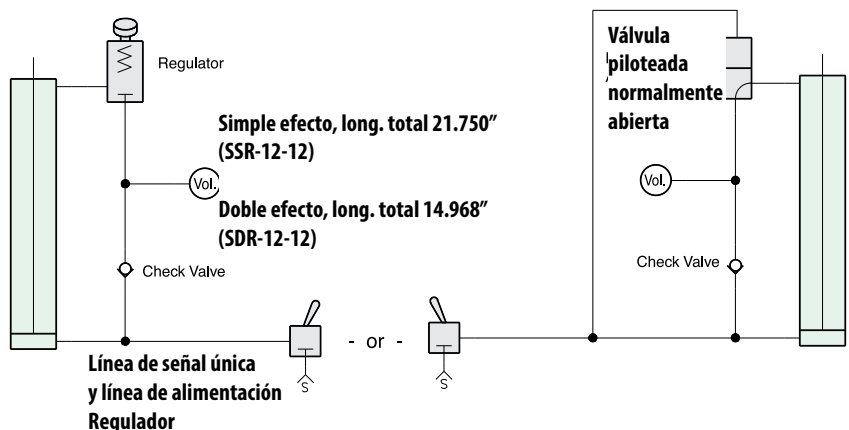 Regulator
Válvula
piloteada
normalmente
abierta
Simple efecto, long. total 21.750”
(SSR-12-12)
Vol.
Vol.
Doble efecto, long. total 14.968”
(SDR-12-12)
Check Valve
Check Valve
- or -
Línea de señal única
y línea de alimentación
Regulador
S
S